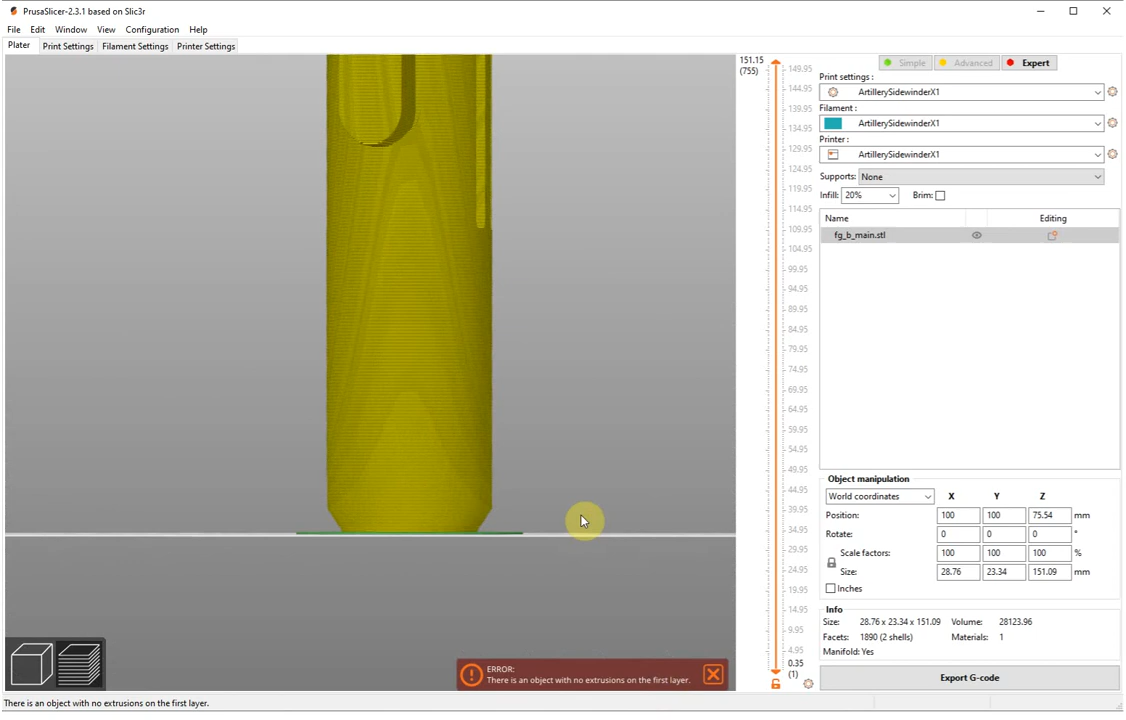 PrusaSlicer-2.3.1 based on Slic3r
File Edit Window View Configuration Help
Plater Print Settings Filament Settings Printer Settings
151.15
(755)
149.95
144.95
139.95
134.95
129.95
124.95
119.95
114.95
109.95
104.95
99.95
94.95
89.95
84.95
79.95
74.95
69.95
64.95
59.95
54.95
49.95
44.95
39.95
34.95
29.95
24.95
19.95
14.95
9.95
4.95
0.35
(1)
Simple Advanced Expert
Print settings :
ArtillerySidewinderX1
Filament :
ArtillerySidewinderX1
Printer :
ArtillerySidewinderX1
Supports: None
Infill: 20% Brim:
Name Editing
fg_b_main.stl
Object manipulation
World coordinates X Y Z
Position: 100 100 75.54 mm
Rotate: 0 0 0 °
Scale factors: 100 100 100 %
Size: 28.76 23.34 151.09 mm
Inches
Info
Size: 28.76 x 23.34 x 151.09 Volume: 28123.96
Facets: 1890 (2 shells) Materials: 1
Manifold: Yes
Export G-code
ERROR:
There is an object with no extrusions on the first layer.
There is an object with no extrusions on the first layer.